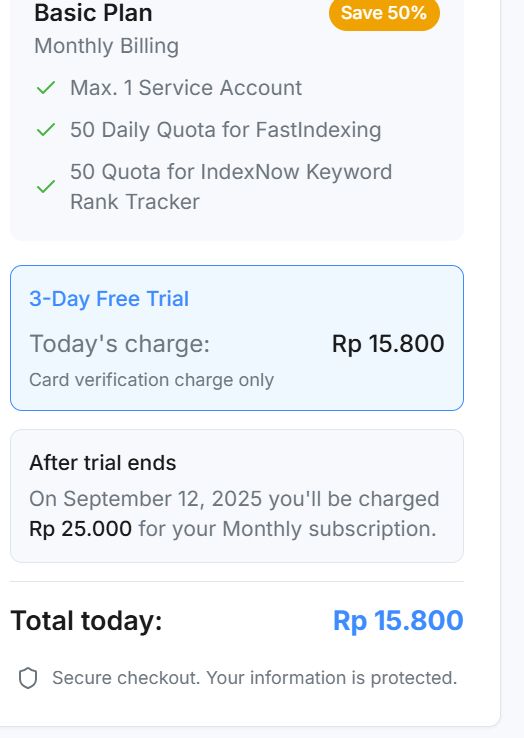 Basic Plan
Save 50%
Monthly Billing
Max. 1 Service Account
50 Daily Quota for FastIndexing
50 Quota for IndexNow Keyword
Rank Tracker
3-Day Free Trial
Today's charge: Rp 15.800
Card verification charge only
After trial ends
On September 12, 2025 you'll be charged
Rp 25.000 for your Monthly subscription.
Total today: Rp 15.800
Secure checkout. Your information is protected.